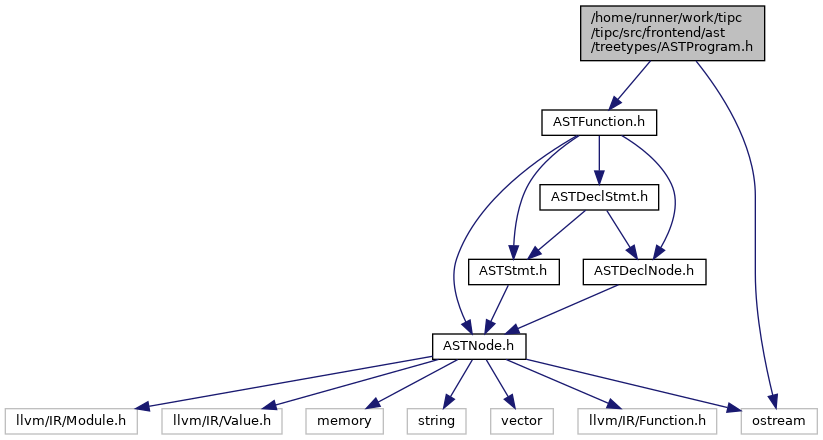 /home/runner/work/tipc
/tipc/src/frontend/ast
/treetypes/ASTProgram.h
ASTFunction.h
ASTDeclStmt.h
ASTStmt.h
ASTDeclNode.h
ASTNode.h
llvm/IR/Module.h
llvm/IR/Value.h
memory
string
vector
llvm/IR/Function.h
ostream